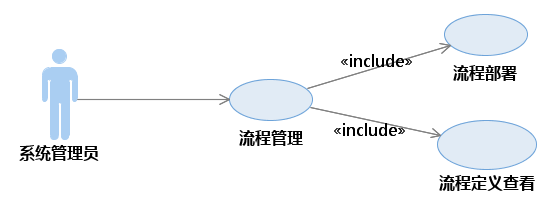 «include»
流程部署
流程管理
«include»
系统管理员
流程定义查看